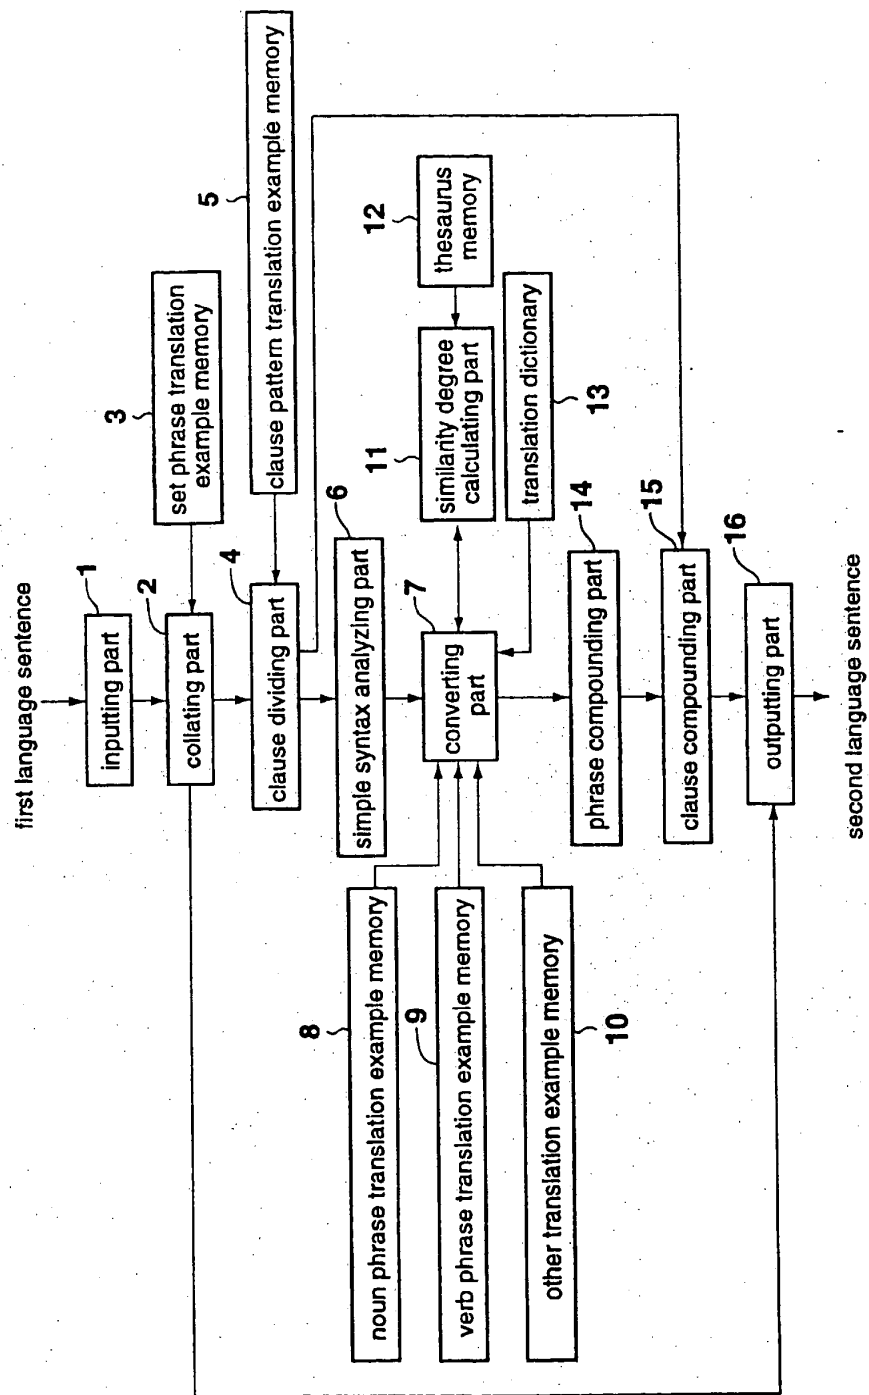 first language sentence
1
inputting part
2
collating part
3
set phrase translation
example memory
4
clause dividing part
5
clause pattern translation example memory
6
simple syntax analyzing part
7
converting
part
8
noun phrase translation example memory
9
verb phrase translation example memory
10
other translation example memory
11
similarity degree
calculating part
12
thesaurus
memory
13
translation dictionary
14
phrase compounding part
15
clause compounding part
16
outputting part
second language sentence